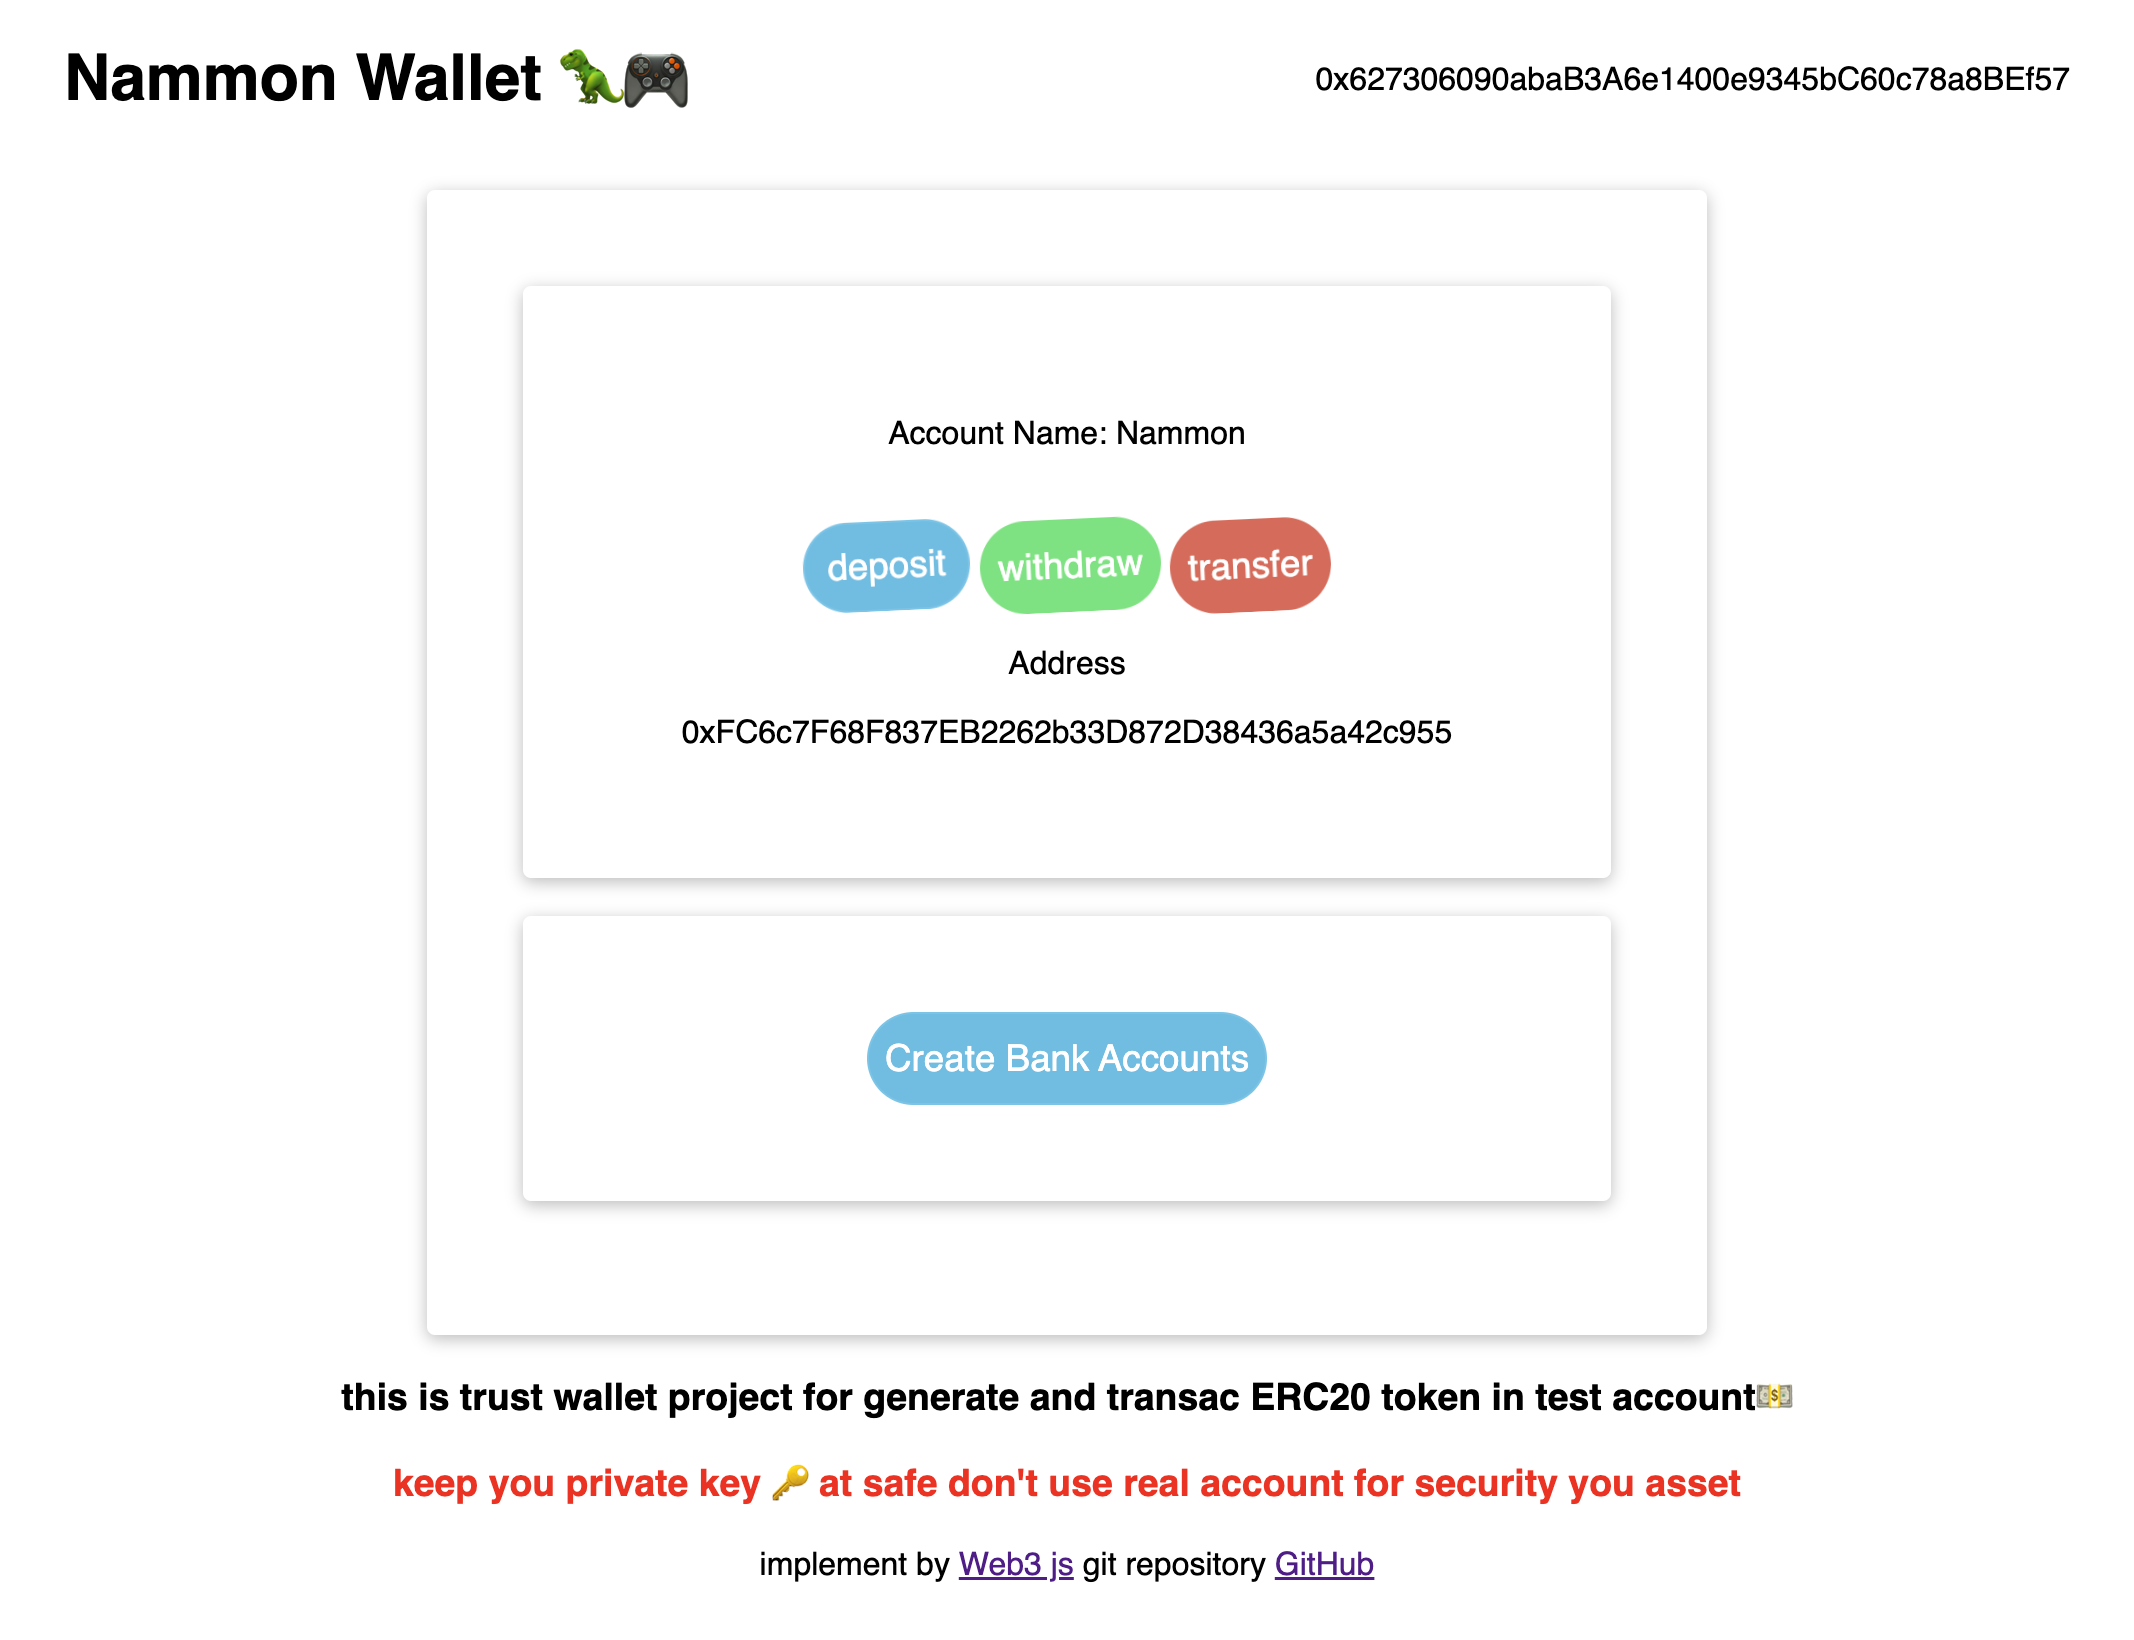 Nammon Wallet 🦖🎮
0x627306090abaB3A6e1400e9345bC60c78a8BEf57
Account Name: Nammon
deposit withdraw transfer
Address
0xFC6c7F68F837EB2262b33D872D38436a5a42c955
Create Bank Accounts
this is trust wallet project for generate and transac ERC20 token in test account💵
keep you private key 🔑 at safe don't use real account for security you asset
implement by Web3 js git repository GitHub